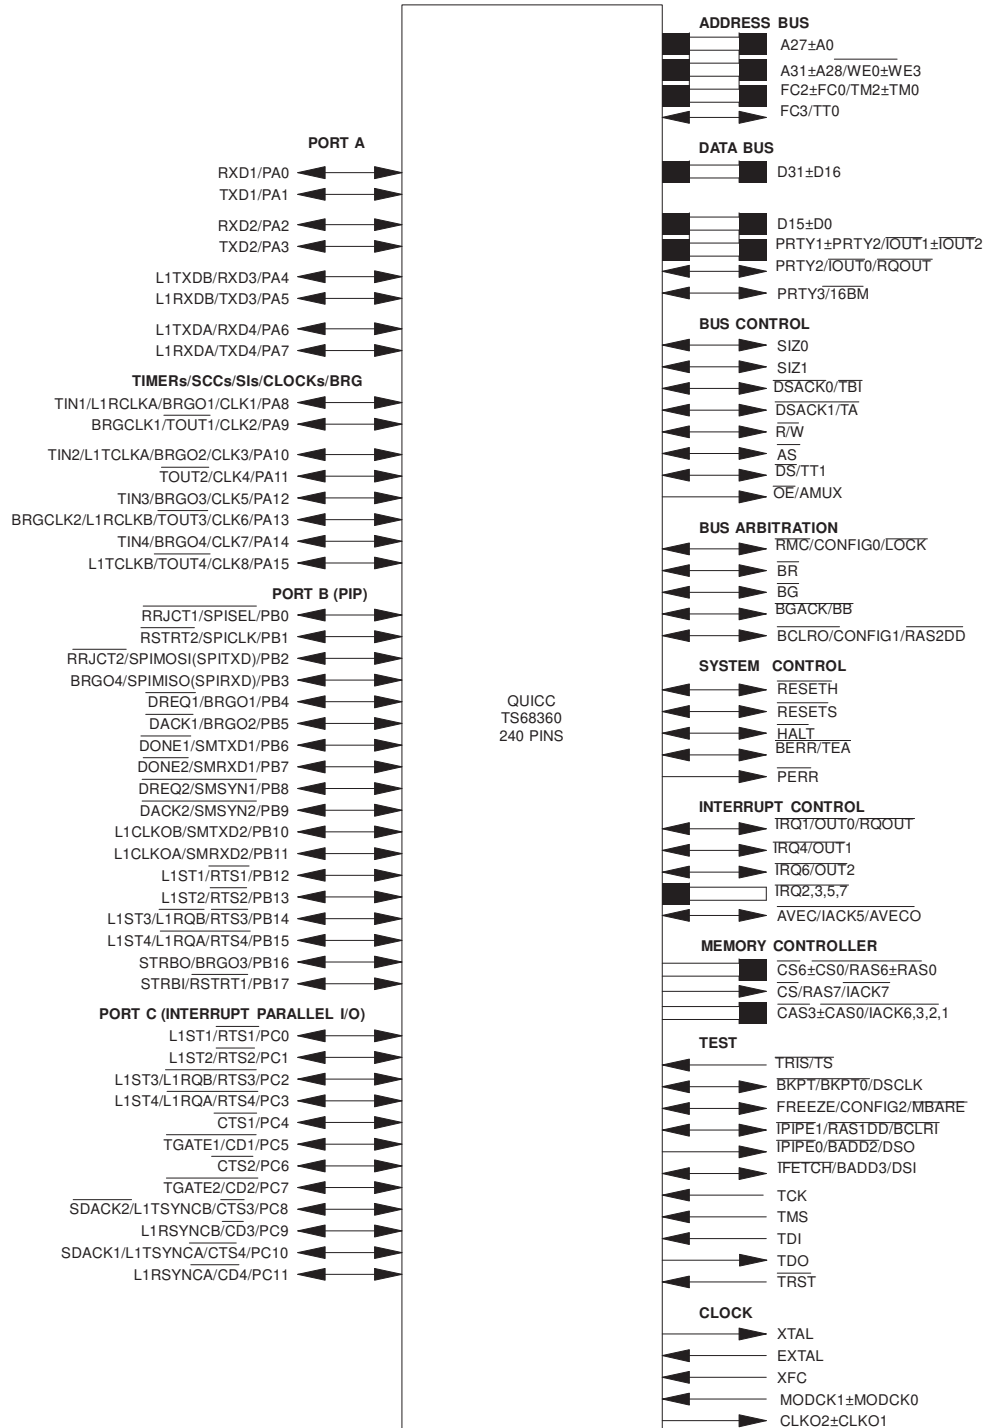 PORT A
RXD1/PA0
TXD1/PA1
RXD2/PA2
TXD2/PA3
L1TXDB/RXD3/PA4
L1RXDB/TXD3/PA5
L1TXDA/RXD4/PA6
L1RXDA/TXD4/PA7
TIMERs/SCCs/SIs/CLOCKs/BRG
TIN1/L1RCLKA/BRGO1/CLK1/PA8
BRGCLK1/TOUT1/CLK2/PA9
TIN2/L1TCLKA/BRGO2/CLK3/PA10
TOUT2/CLK4/PA11
TIN3/BRGO3/CLK5/PA12
BRGCLK2/L1RCLKB/TOUT3/CLK6/PA13
TIN4/BRGO4/CLK7/PA14
L1TCLKB/TOUT4/CLK8/PA15
PORT B (PIP)
RRJCT1/SPISEL/PB0
RSTRT2/SPICLK/PB1
RRJCT2/SPIMOSI(SPITXD)/PB2
BRGO4/SPIMISO(SPIRXD)/PB3
DREQ1/BRGO1/PB4
DACK1/BRGO2/PB5
DONE1/SMTXD1/PB6
DONE2/SMRXD1/PB7
DREQ2/SMSYN1/PB8
DACK2/SMSYN2/PB9
L1CLKOB/SMTXD2/PB10
L1CLKOA/SMRXD2/PB11
L1ST1/RTS1/PB12
L1ST2/RTS2/PB13
L1ST3/L1RQB/RTS3/PB14
L1ST4/L1RQA/RTS4/PB15
STRBO/BRGO3/PB16
STRBI/RSTRT1/PB17
PORT C (INTERRUPT PARALLEL I/O)
L1ST1/RTS1/PC0
L1ST2/RTS2/PC1
L1ST3/L1RQB/RTS3/PC2
L1ST4/L1RQA/RTS4/PC3
CTS1/PC4
TGATE1/CD1/PC5
CTS2/PC6
TGATE2/CD2/PC7
SDACK2/L1TSYNCB/CTS3/PC8
L1RSYNCB/CD3/PC9
SDACK1/L1TSYNCA/CTS4/PC10
L1RSYNCA/CD4/PC11
QUICC
TS68360
240 PINS
ADDRESS BUS
A27±A0
A31±A28/WE0±WE3
FC2±FC0/TM2±TM0
FC3/TT0
DATA BUS
D31±D16
D15±D0
PRTY1±PRTY2/IOUT1±IOUT2
PRTY2/IOUT0/RQOUT
PRTY3/16BM
BUS CONTROL
SIZ0
SIZ1
DSACK0/TBI
DSACK1/TA
R/W
AS
DS/TT1
OE/AMUX
BUS ARBITRATION
RMC/CONFIG0/LOCK
BR
BG
BGACK/BB
BCLRO/CONFIG1/RAS2DD
SYSTEM CONTROL
RESETH
RESETS
HALT
BERR/TEA
PERR
INTERRUPT CONTROL
IRQ1/OUT0/RQOUT
IRQ4/OUT1
IRQ6/OUT2
IRQ2,3,5,7
AVEC/IACK5/AVECO
MEMORY CONTROLLER
CS6±CS0/RAS6±RAS0
CS/RAS7/IACK7
CAS3±CAS0/IACK6,3,2,1
TEST
TRIS/TS
BKPT/BKPT0/DSCLK
FREEZE/CONFIG2/MBARE
IPIPE1/RAS1DD/BCLRI
IPIPE0/BADD2/DSO
IFETCH/BADD3/DSI
TCK
TMS
TDI
TDO
TRST
CLOCK
XTAL
EXTAL
XFC
MODCK1±MODCK0
CLKO2±CLKO1